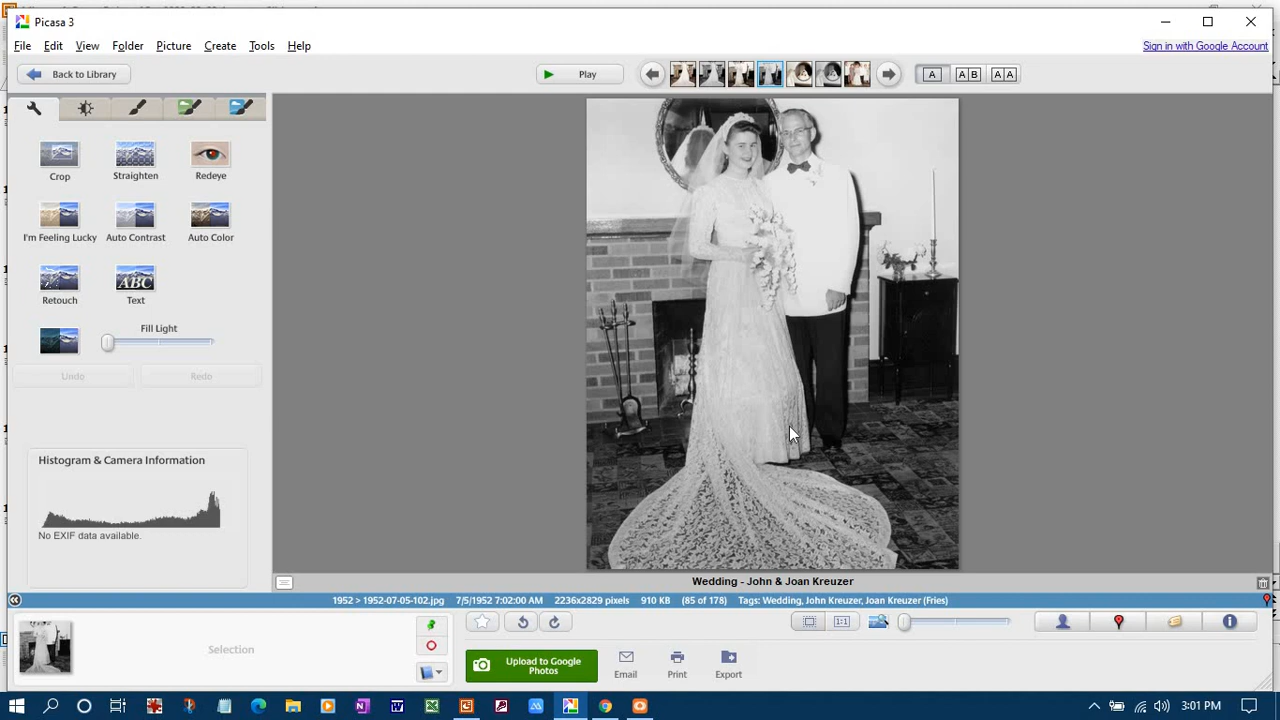 Picasa 3
File Edit View Folder Picture Create Tools Help Sign in with Google Account
Back to Library Play A A B A A
Crop Straighten Redeye
I'm Feeling Lucky Auto Contrast Auto Color
Retouch Text
ABC
Fill Light
Undo Redo
Histogram & Camera Information
No EXIF data available.
Wedding - John & Joan Kreuzer
1952 > 1952-07-05-102.jpg 7/5/1952 7:02:00 AM 2236x2829 pixels 910 KB (85 of 178) Tags: Wedding, John Kreuzer, Joan Kreuzer (Fries)
1:1
Selection
Upload to Google
Photos
Email Print Export
3:01 PM